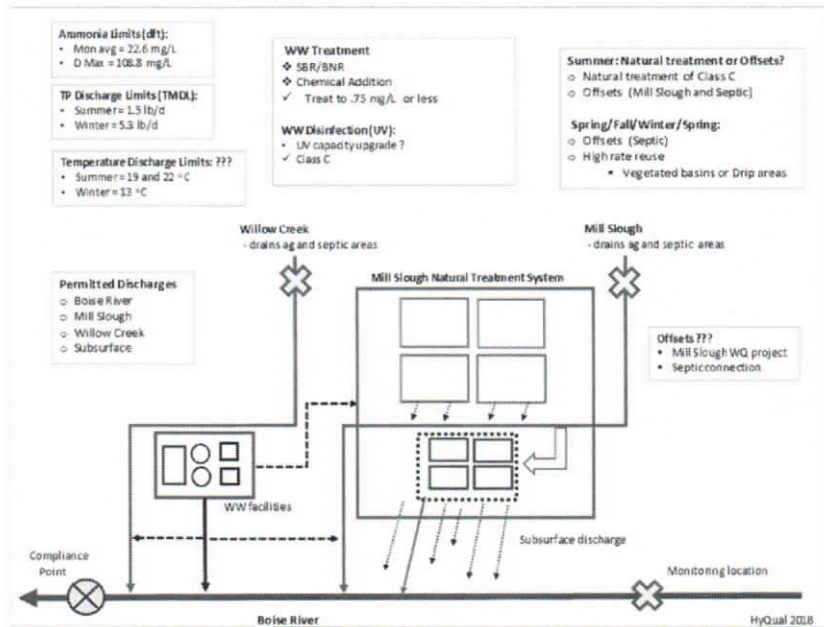 Ammonia Limits (dft):
• Mon avg = 22.6 mg/L
• D Max = 108.8 mg/L
TP Discharge Limits (TMDL):
• Summer = 1.5 lb/d
• Winter = 5.3 lb/d
Temperature Discharge Limits: ???
• Summer = 19 and 22 °C
• Winter = 13 °C
WW Treatment
❖ SBR/BNR
❖ Chemical Addition
✓ Treat to .75 mg/L or less
WW Disinfection (UV):
• UV capacity upgrade ?
✓ Class C
Summer: Natural treatment or Offsets?
o Natural treatment of Class C
o Offsets (Mill Slough and Septic)
Spring/Fall/Winter/Spring:
o Offsets (Septic)
o High rate reuse
• Vegetated basins or Drip areas
Willow Creek
- drains ag and septic areas
Mill Slough
- drains ag and septic areas
Permitted Discharges
o Boise River
o Mill Slough
o Willow Creek
o Subsurface
Mill Slough Natural Treatment System
Offsets ???
• Mill Slough WQ project
• Septic connection
WW facilities
Subsurface discharge
Compliance
Point
Monitoring location
Boise River
HyQual 2018